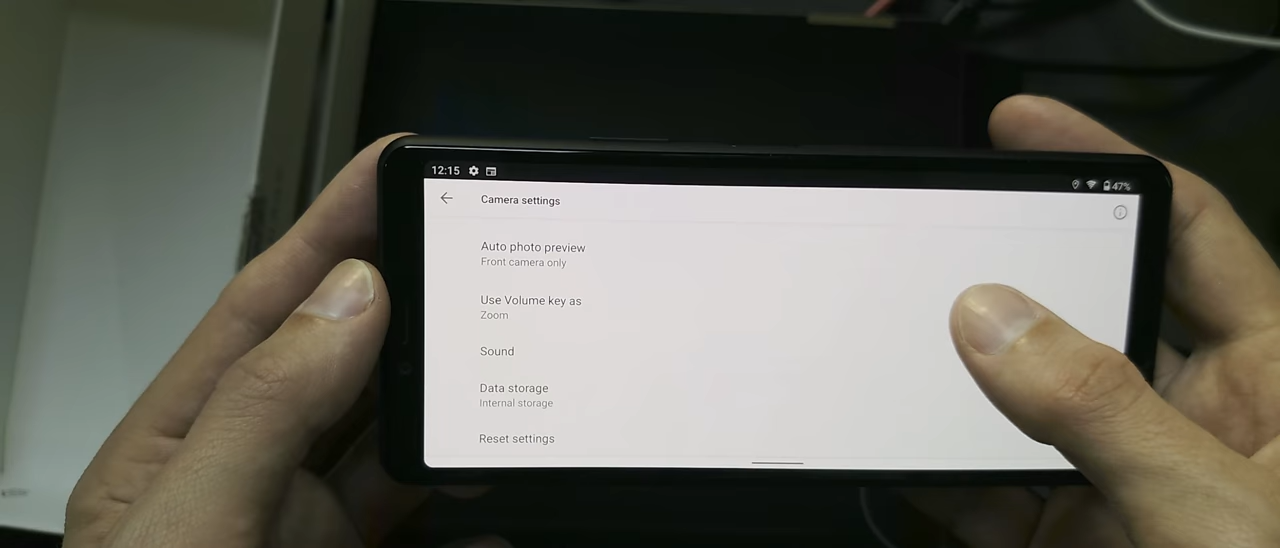 12:15
47%
Camera settings
Auto photo preview
Front camera only
Use Volume key as
Zoom
Sound
Data storage
Internal storage
Reset settings